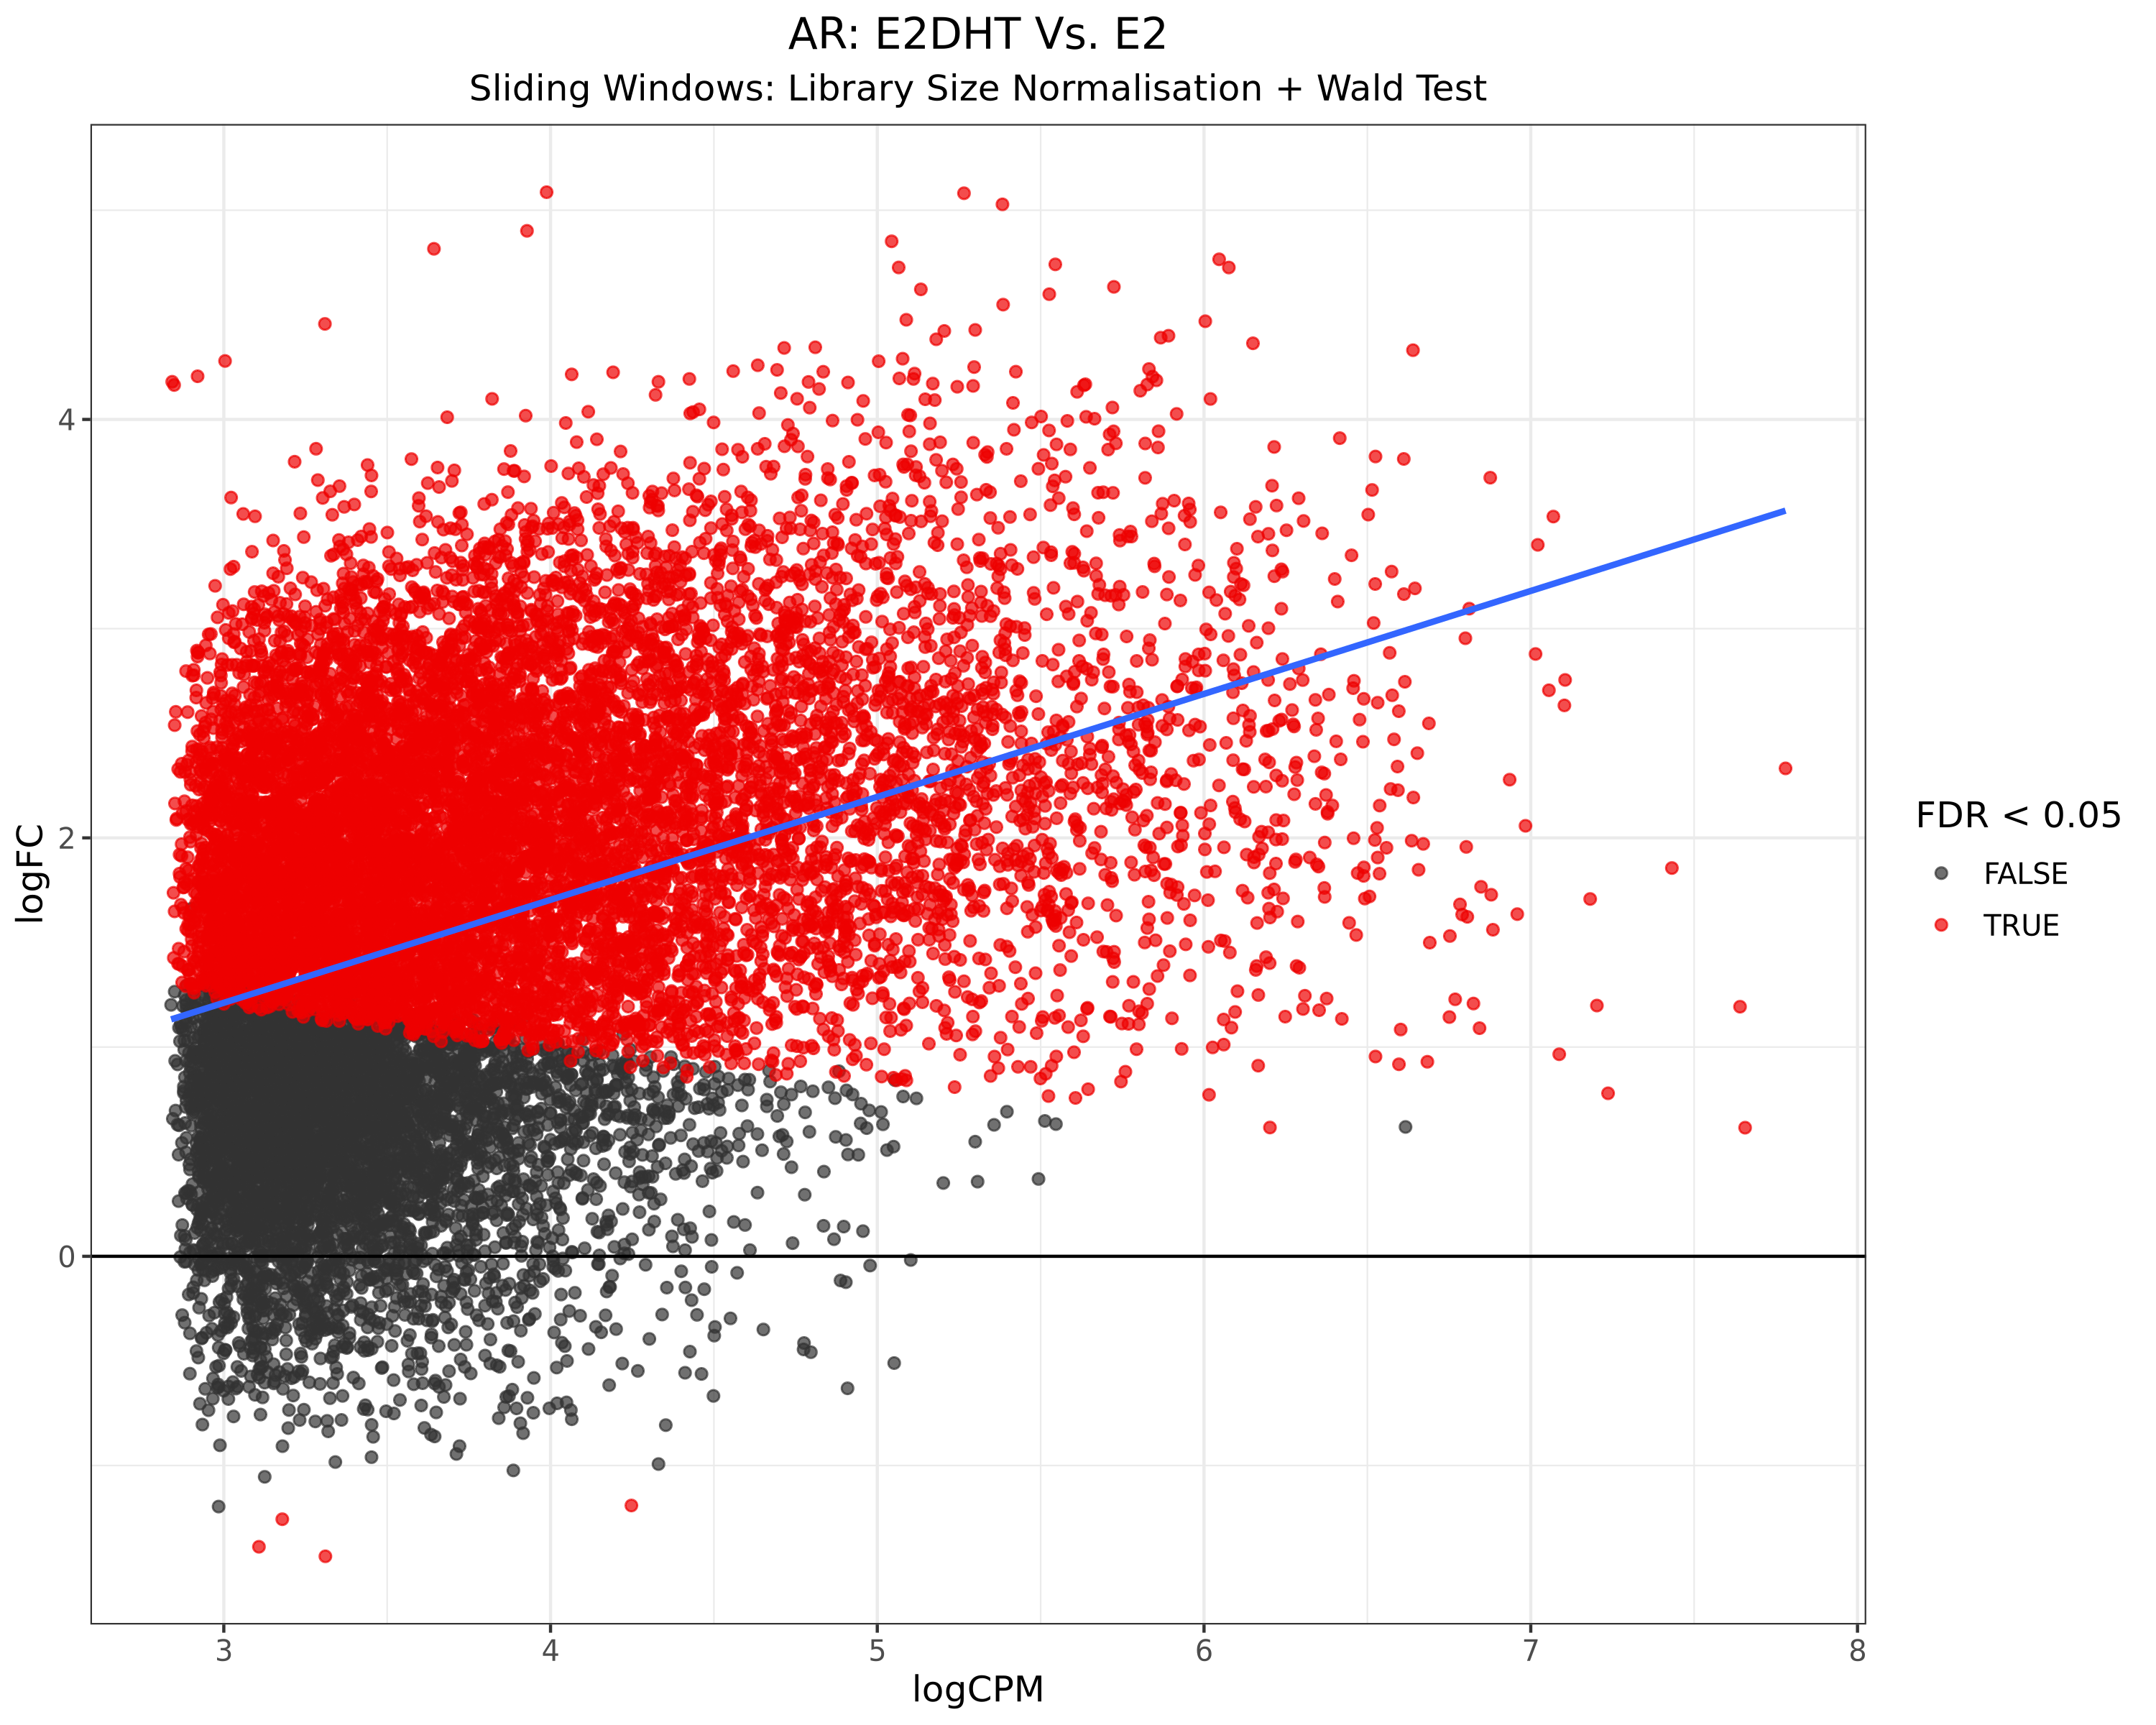 AR: E2DHT Vs. E2
Sliding Windows: Library Size Normalisation + Wald Test
logFC
4
2
0
3 4 5 6 7 8
logCPM
FDR < 0.05
FALSE
TRUE